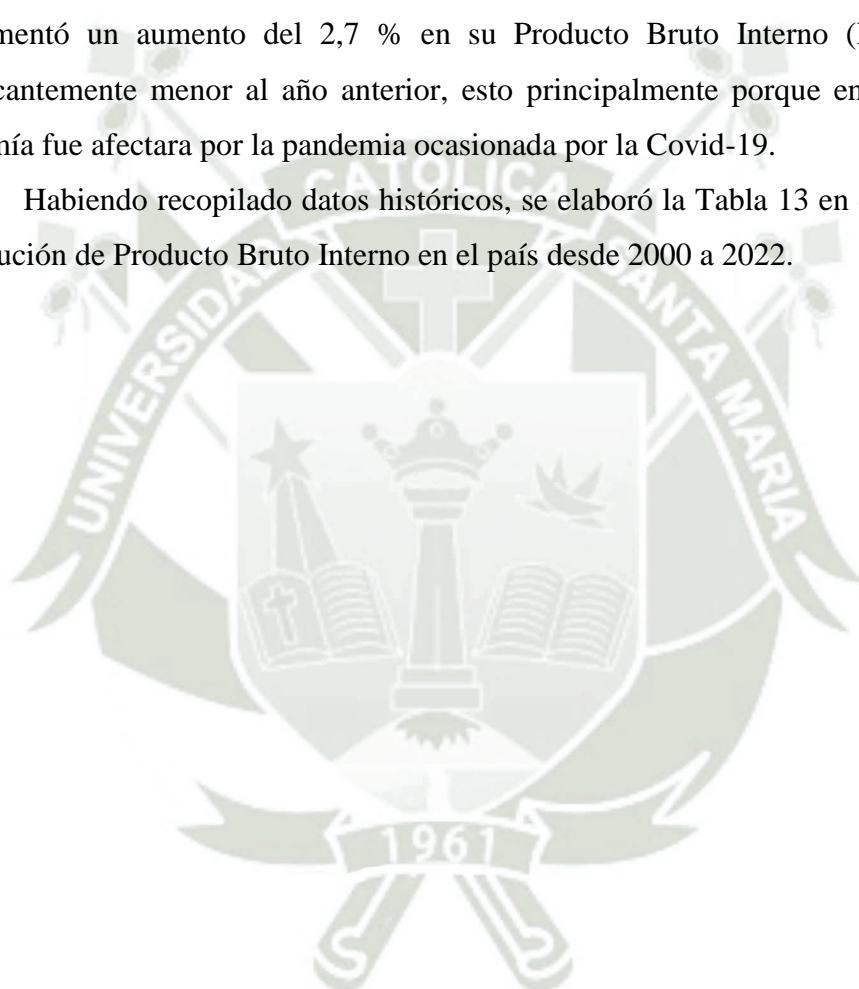 mentó un aumento del 2,7 % en su Producto Bruto Interno (
cantemente menor al año anterior, esto principalmente porque en
mía fue afectara por la pandemia ocasionada por la Covid-19.
Habiendo recopilado datos históricos, se elaboró la Tabla 13 en
ución de Producto Bruto Interno en el país desde 2000 a 2022.
UNIVERSIDAD CATOLICA SANTA MARIA
1961